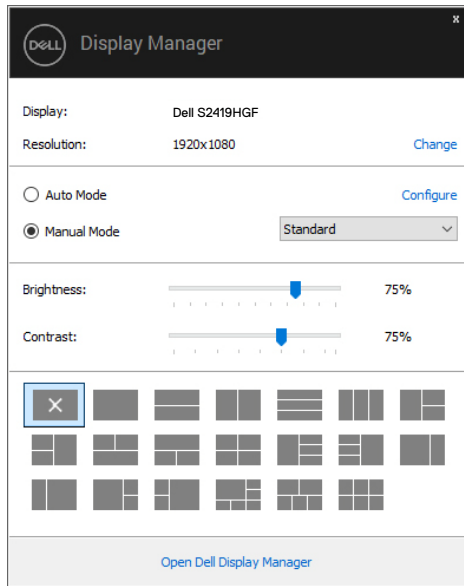 x
DELL Display Manager
Display: Dell S2419HGF
Resolution: 1920x1080 Change
Auto Mode Configure
Manual Mode Standard
Brightness: 75%
Contrast: 75%
Open Dell Display Manager